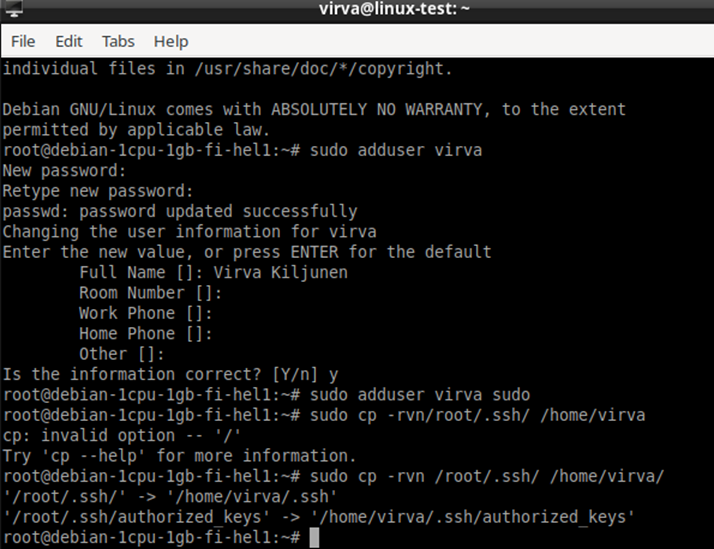 virva@linux-test: ~
File Edit Tabs Help
individual files in /usr/share/doc/*/copyright.
Debian GNU/Linux comes with ABSOLUTELY NO WARRANTY, to the extent
permitted by applicable law.
root@debian-1cpu-1gb-fi-hel1:~# sudo adduser virva
New password:
Retype new password:
passwd: password updated successfully
Changing the user information for virva
Enter the new value, or press ENTER for the default
        Full Name []: Virva Kiljunen
        Room Number []:
        Work Phone []:
        Home Phone []:
        Other []:
Is the information correct? [Y/n] y
root@debian-1cpu-1gb-fi-hel1:~# sudo adduser virva sudo
root@debian-1cpu-1gb-fi-hel1:~# sudo cp -rvn/root/.ssh/ /home/virva
cp: invalid option -- '/'
Try 'cp --help' for more information.
root@debian-1cpu-1gb-fi-hel1:~# sudo cp -rvn /root/.ssh/ /home/virva/
'/root/.ssh/' -> '/home/virva/.ssh'
'/root/.ssh/authorized_keys' -> '/home/virva/.ssh/authorized_keys'
root@debian-1cpu-1gb-fi-hel1:~#